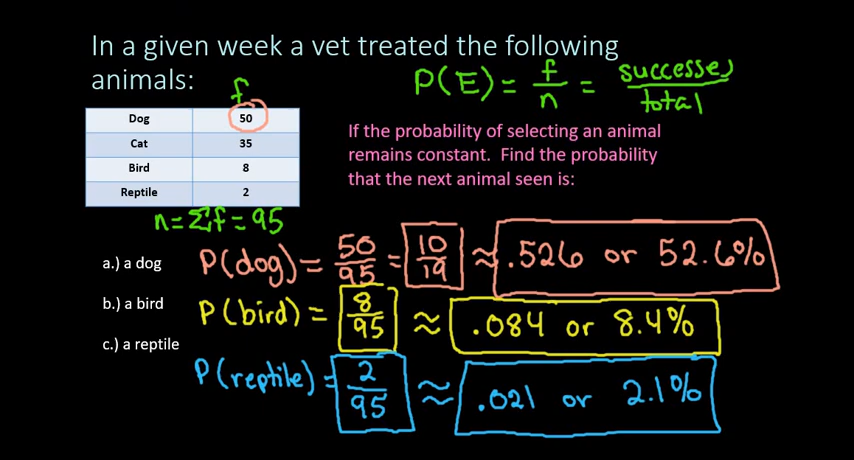 In a given week a vet treated the following
animals:
f
P(E) = f/n = successes/total
Dog 50
Cat 35
Bird 8
Reptile 2
n = Σf = 95
If the probability of selecting an animal
remains constant. Find the probability
that the next animal seen is:
a.) a dog
P(dog) = 50/95 = 10/19 ≈ .526 or 52.6%
b.) a bird
P(bird) = 8/95 ≈ .084 or 8.4%
c.) a reptile
P(reptile) = 2/95 ≈ .021 or 2.1%